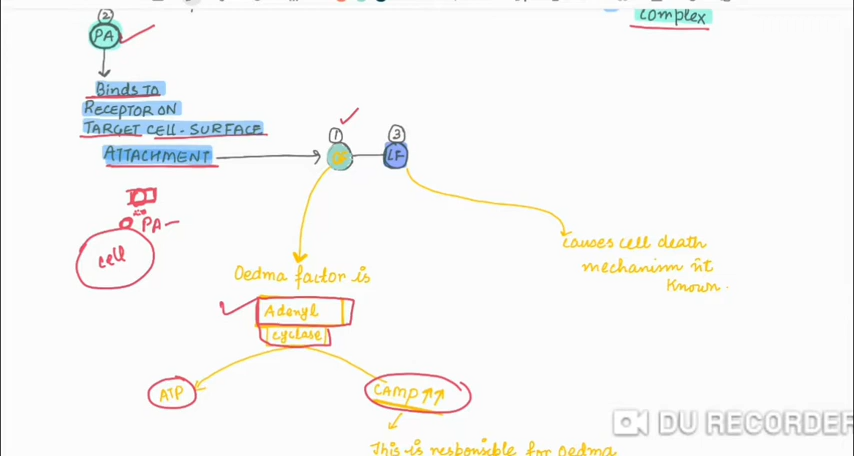 complex
②
PA
Binds To
RECEPTOR ON
TARGET CELL-SURFACE
ATTACHMENT
①
③
LF
PA
cell
Oedma factor is
Adenyl
cyclase
ATP
CAMP ↑↑
This is responsible for Oedma
Causes cell death
mechanism n't
Known.
DU RECORDER